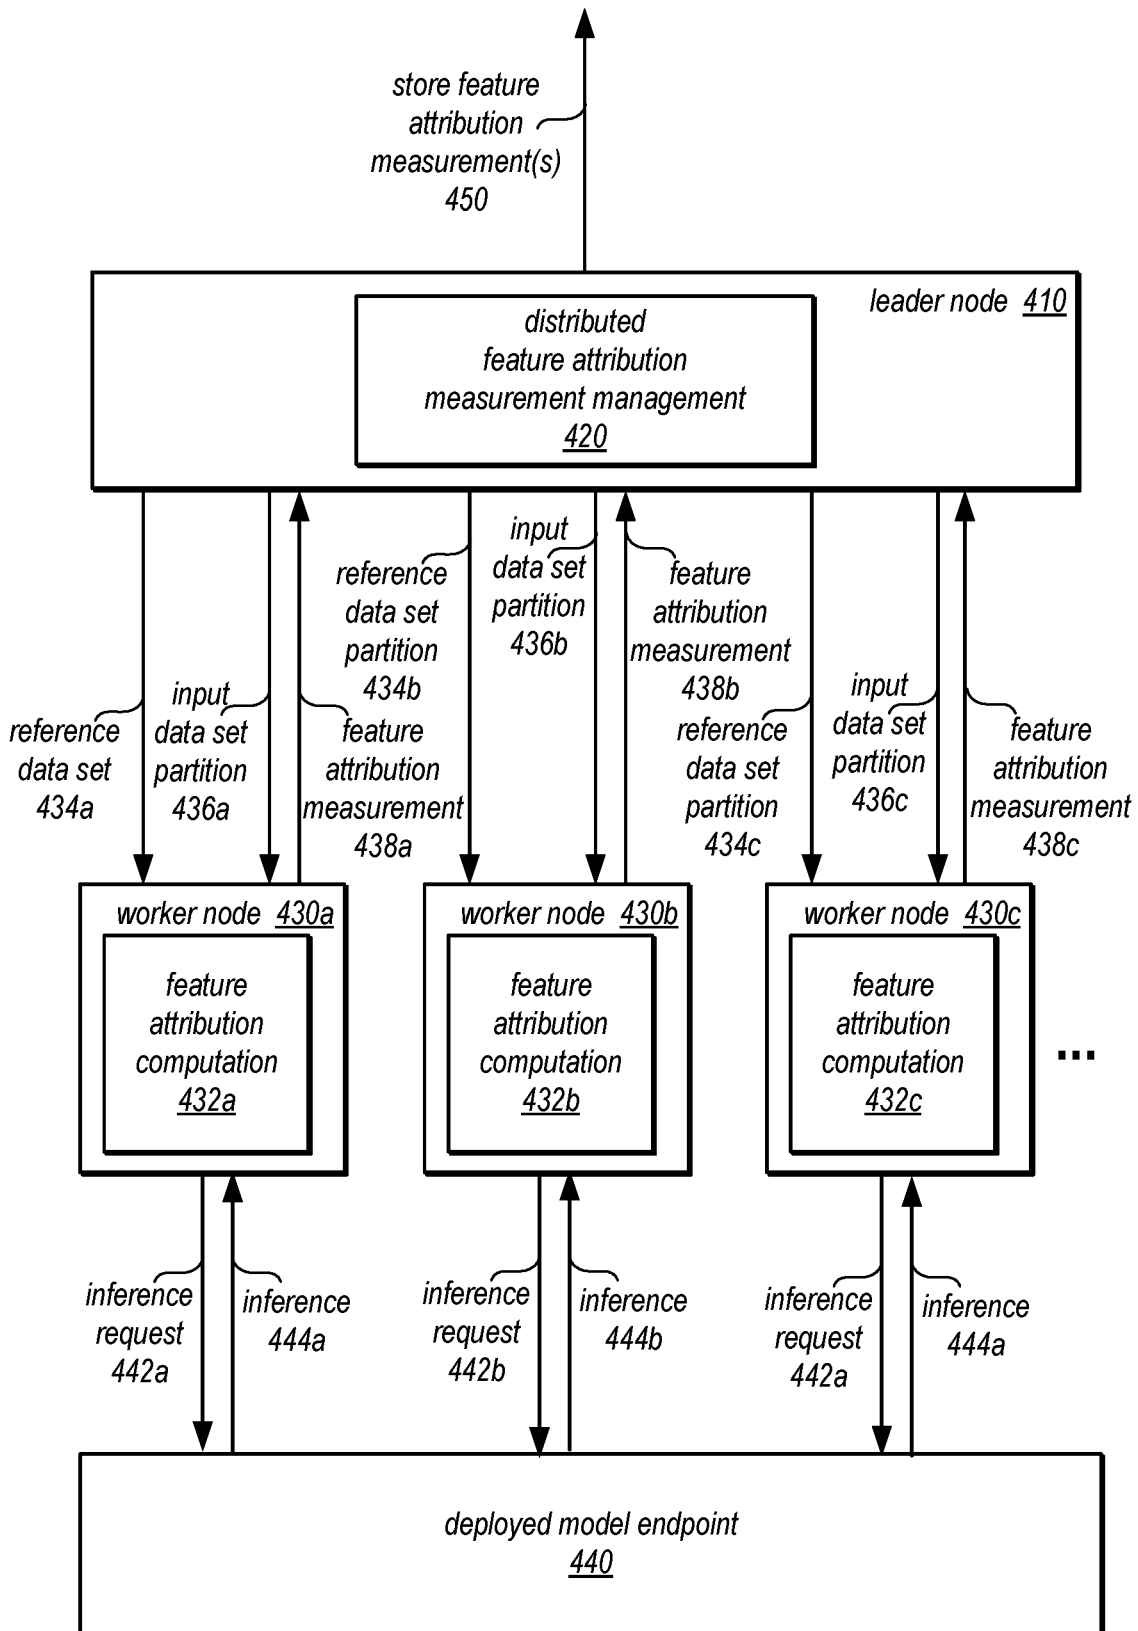 store feature
attribution
measurement(s)
450
leader node 410
distributed
feature attribution
measurement management
420
reference
data set
434a
input
data set
partition
436a
feature
attribution
measurement
438a
reference
data set
partition
434b
input
data set
partition
436b
feature
attribution
measurement
438b
reference
data set
partition
434c
input
data set
partition
436c
feature
attribution
measurement
438c
worker node 430a
feature
attribution
computation
432a
worker node 430b
feature
attribution
computation
432b
worker node 430c
feature
attribution
computation
432c
...
inference
request
442a
inference
444a
inference
request
442b
inference
444b
inference
request
442a
inference
444a
deployed model endpoint
440